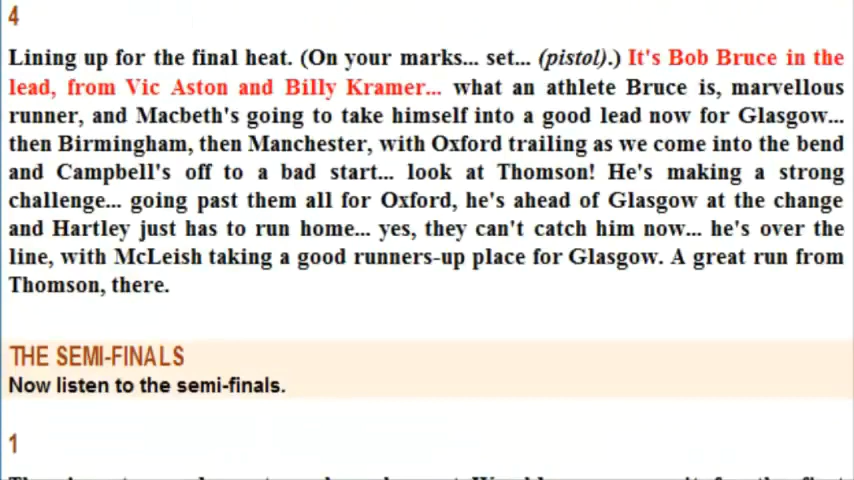 4
Lining up for the final heat. (On your marks... set... (pistol).) It's Bob Bruce in the
lead, from Vic Aston and Billy Kramer... what an athlete Bruce is, marvellous
runner, and Macbeth's going to take himself into a good lead now for Glasgow...
then Birmingham, then Manchester, with Oxford trailing as we come into the bend
and Campbell's off to a bad start... look at Thomson! He's making a strong
challenge... going past them all for Oxford, he's ahead of Glasgow at the change
and Hartley just has to run home... yes, they can't catch him now... he's over the
line, with McLeish taking a good runners-up place for Glasgow. A great run from
Thomson, there.
THE SEMI-FINALS
Now listen to the semi-finals.
1